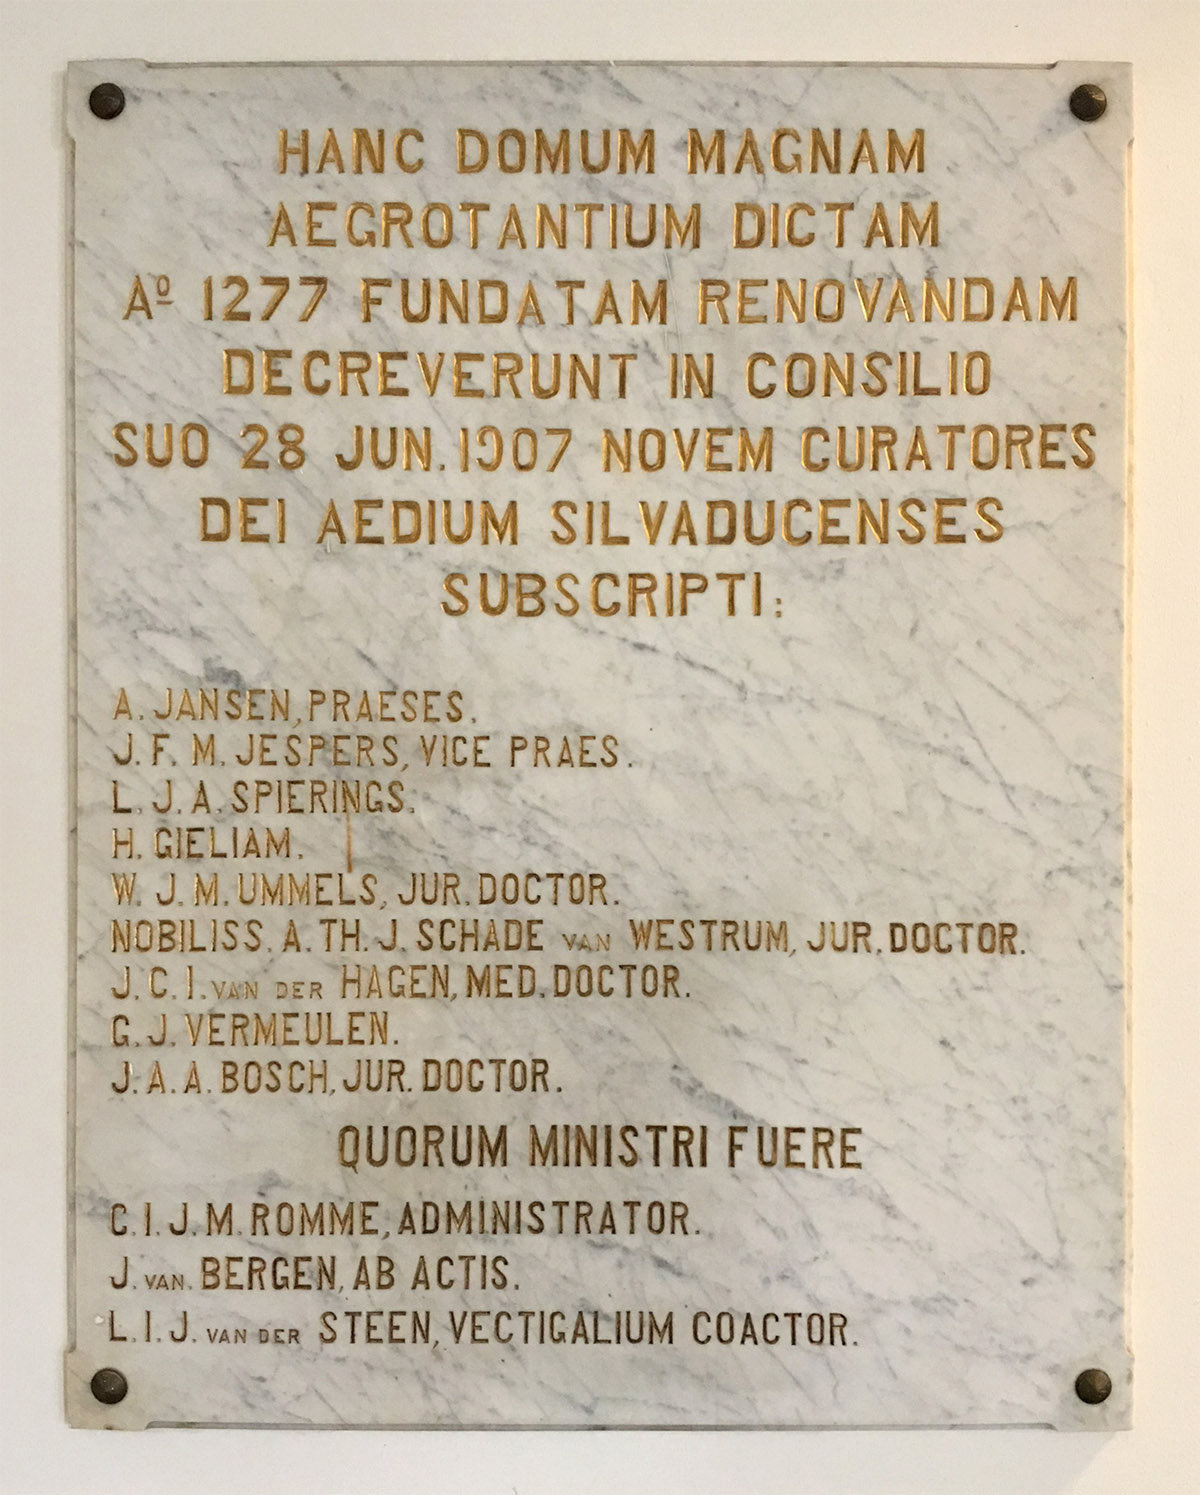 HANC DOMUM MAGNAM
AEGROTANTIUM DICTAM
Aº 1277 FUNDATAM RENOVANDAM
DECREVERUNT IN CONSILIO
SUO 28 JUN. 1907 NOVEM CURATORES
DEI AEDIUM SILVADUCENSES
SUBSCRIPTI:
A. JANSEN, PRAESES.
J. F. M. JESPERS, VICE PRAES.
L. J. A. SPIERINGS.
H. GIELIAM.
W. J. M. UMMELS, JUR. DOCTOR.
NOBILISS. A. TH. J. SCHADE VAN WESTRUM, JUR. DOCTOR.
J. C. I. VAN DER HAGEN, MED. DOCTOR.
G. J. VERMEULEN.
J. A. A. BOSCH, JUR. DOCTOR.
QUORUM MINISTRI FUERE
C. I. J. M. ROMME, ADMINISTRATOR.
J. VAN. BERGEN, AB ACTIS.
L. I. J. VAN DER STEEN, VECTIGALIUM COACTOR.